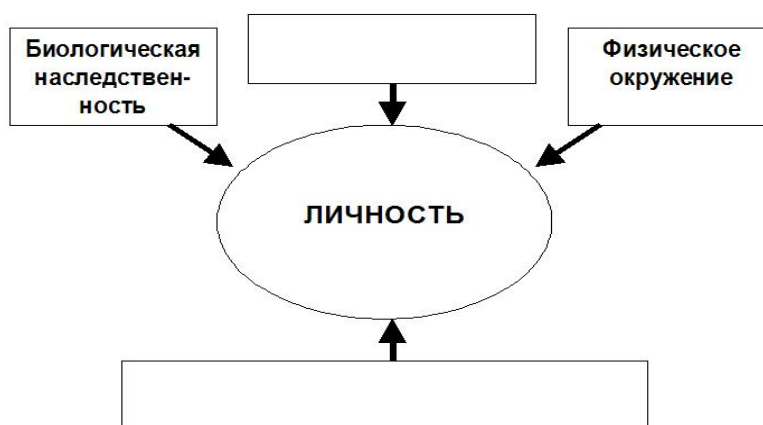 Биологическая
наследствен-
ность
Физическое
окружение
ЛИЧНОСТЬ